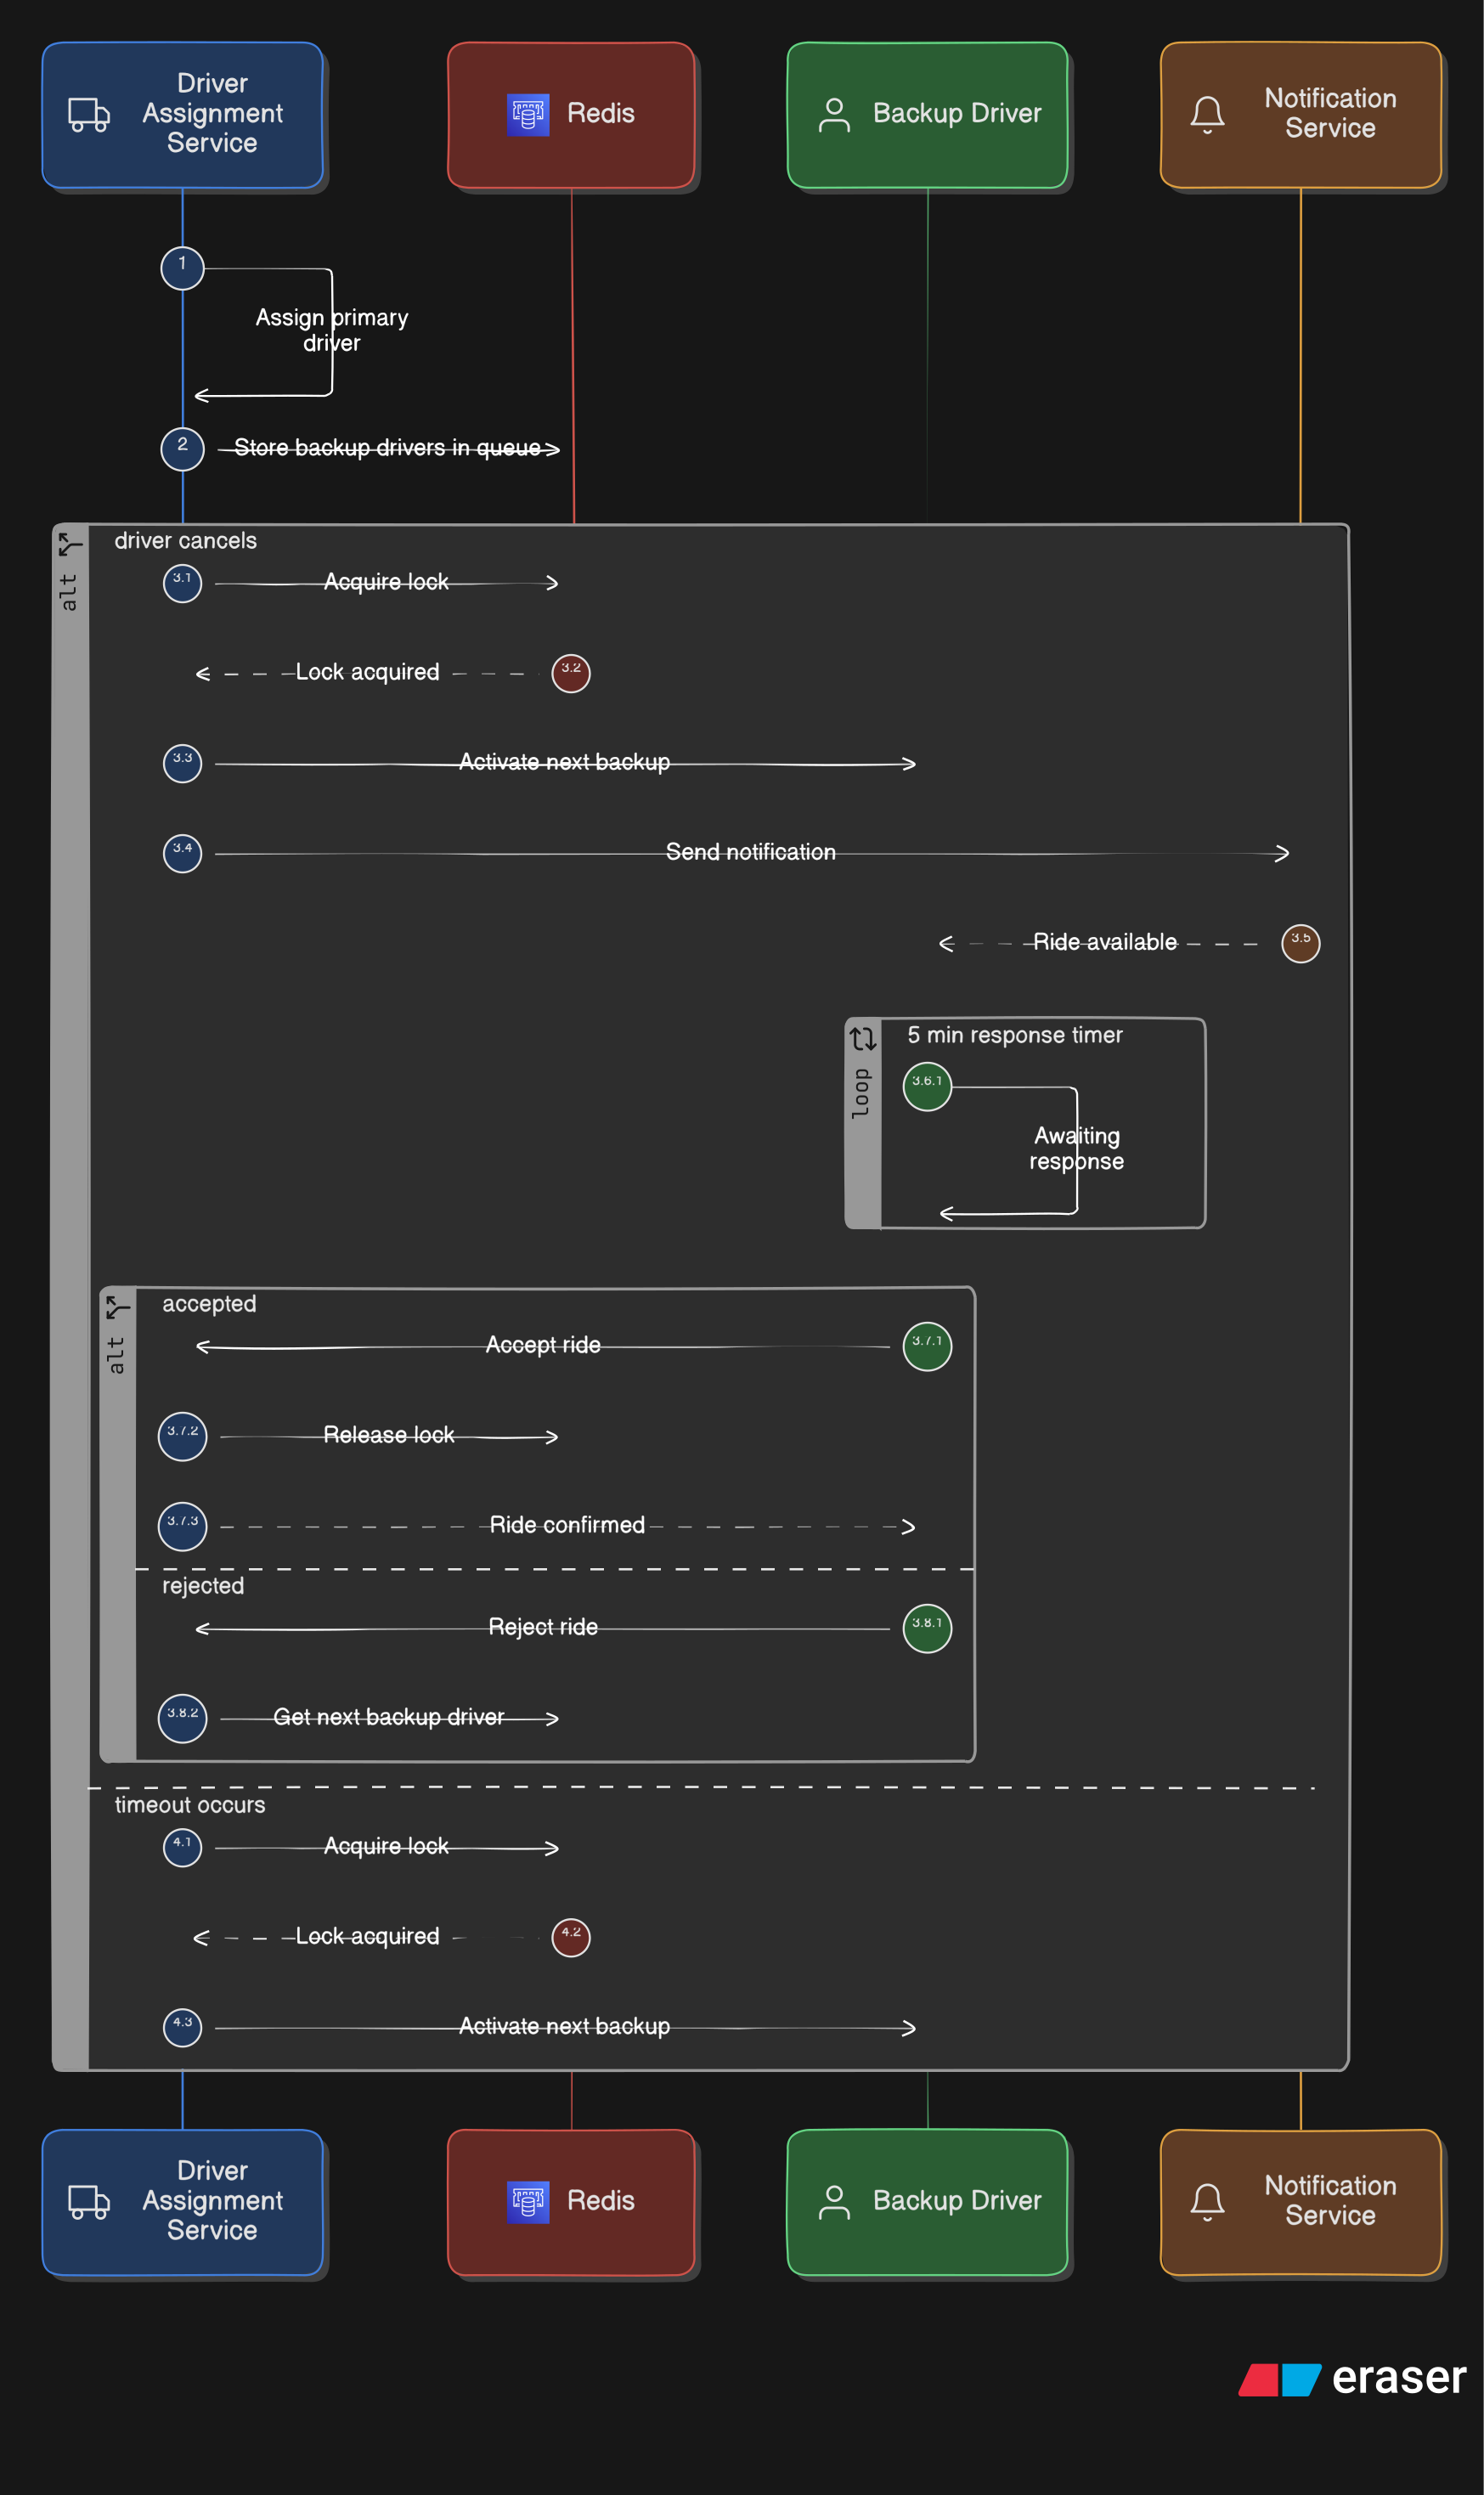 Driver
Assignment
Service
Redis
Backup Driver
Notification
Service
1
Assign primary
driver
2
Store backup drivers in queue
alt
driver cancels
3.1
Acquire lock
Lock acquired
3.2
3.3
Activate next backup
3.4
Send notification
Ride available
3.5
loop
5 min response timer
3.6.1
Awaiting
response
alt
accepted
Accept ride
3.7.1
3.7.2
Release lock
3.7.3
Ride confirmed
rejected
Reject ride
3.8.1
3.8.2
Get next backup driver
timeout occurs
4.1
Acquire lock
Lock acquired
4.2
4.3
Activate next backup
Driver
Assignment
Service
Redis
Backup Driver
Notification
Service
eraser